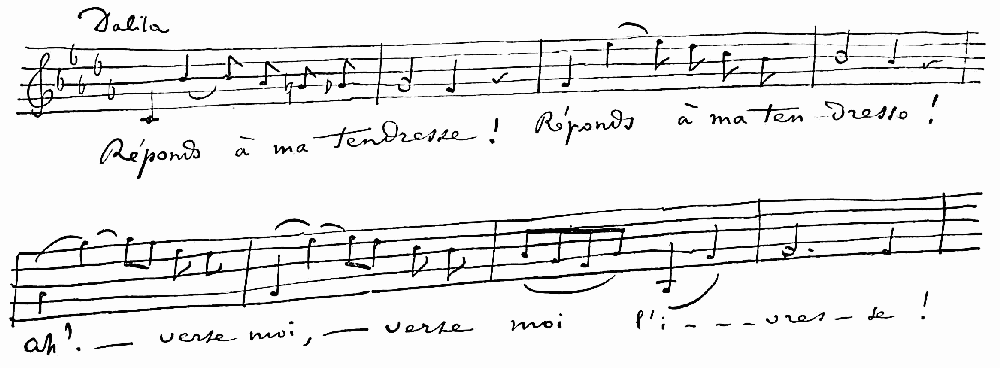 Dalila
Réponds à ma tendresse ! Réponds à ma ten-dresse !
ah ! — verse moi, — verse moi l'i - - - vres - se !